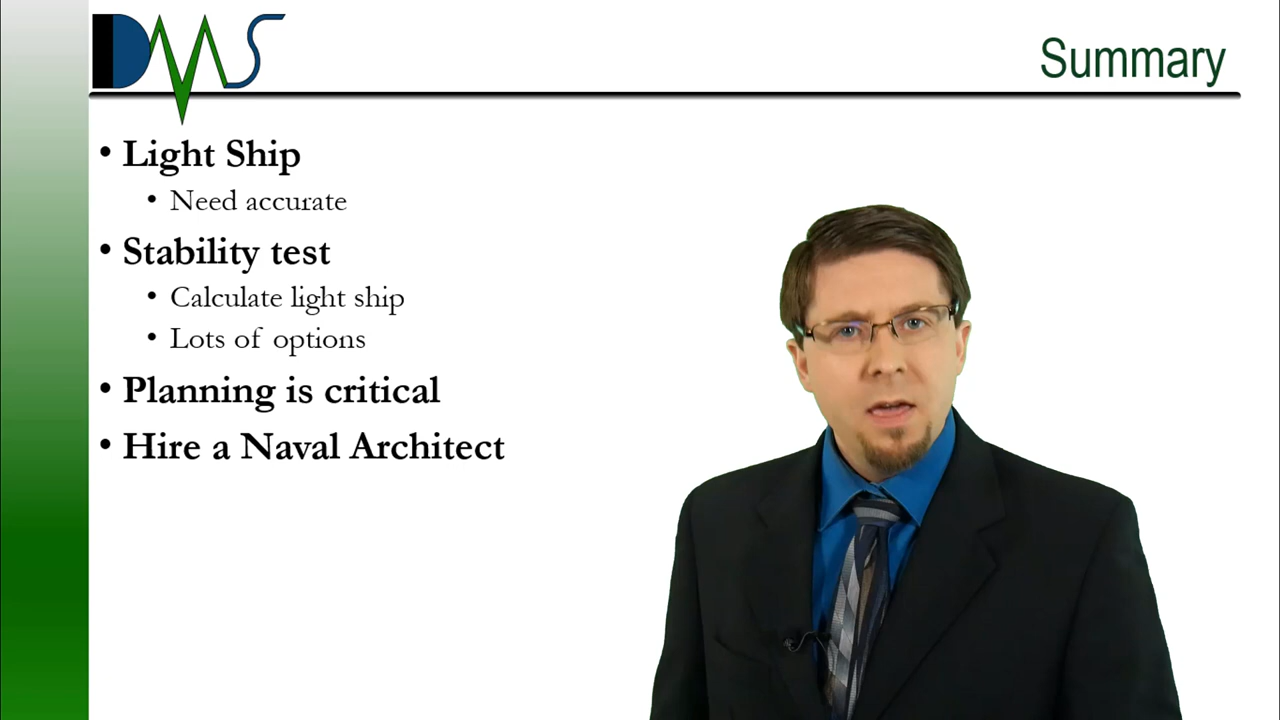 DMS
Summary
• Light Ship
• Need accurate
• Stability test
• Calculate light ship
• Lots of options
• Planning is critical
• Hire a Naval Architect